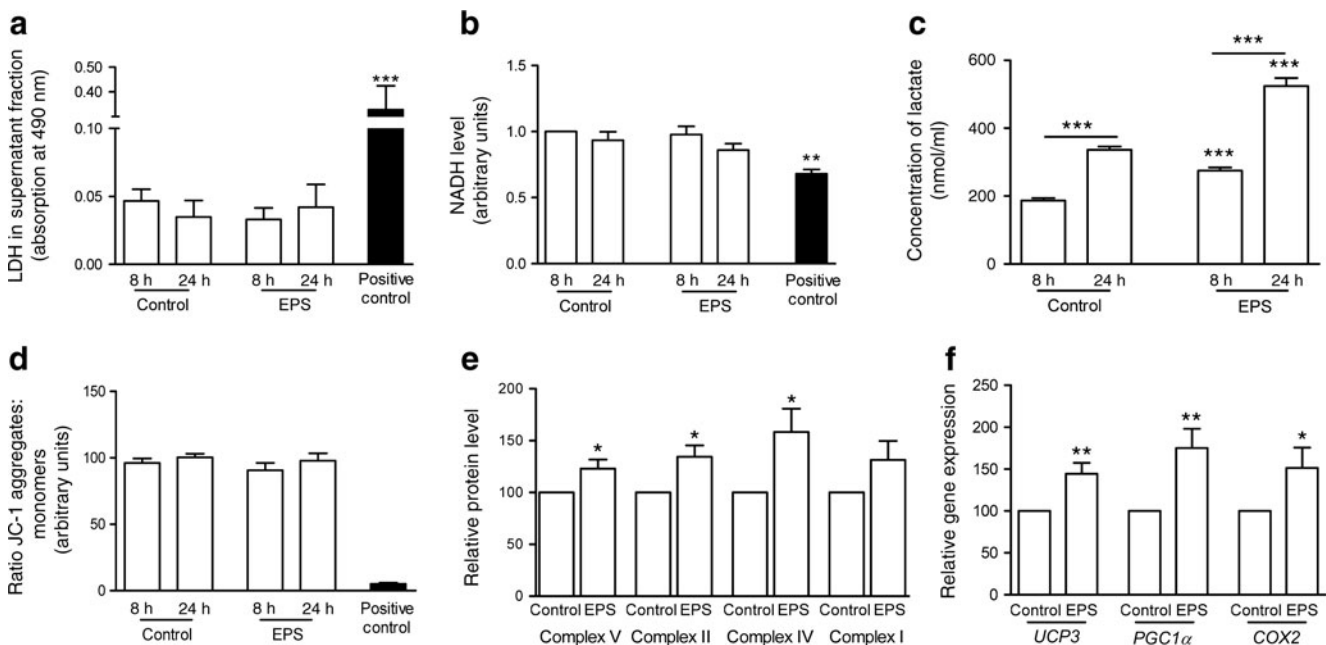 a
LDH in supernatant fraction
(absorption at 490 nm)
0.50
0.40
0.10
0.05
0.00
***
8 h 24 h 8 h 24 h Positive
Control EPS control
b
NADH level
(arbitrary units)
1.5
1.0
0.5
0.0
**
8 h 24 h 8 h 24 h Positive
Control EPS control
c
Concentration of lactate
(nmol/ml)
600
400
200
0
***
***
***
***
8 h 24 h 8 h 24 h
Control EPS
d
Ratio JC-1 aggregates:
monomers
(arbitrary units)
150
100
50
0
8 h 24 h 8 h 24 h Positive
Control EPS control
e
Relative protein level
200
150
100
50
0
* * *
Control EPS Control EPS Control EPS Control EPS
Complex V Complex II Complex IV Complex I
f
Relative gene expression
250
200
150
100
50
0
** ** *
Control EPS Control EPS Control EPS
UCP3 PGC1α COX2